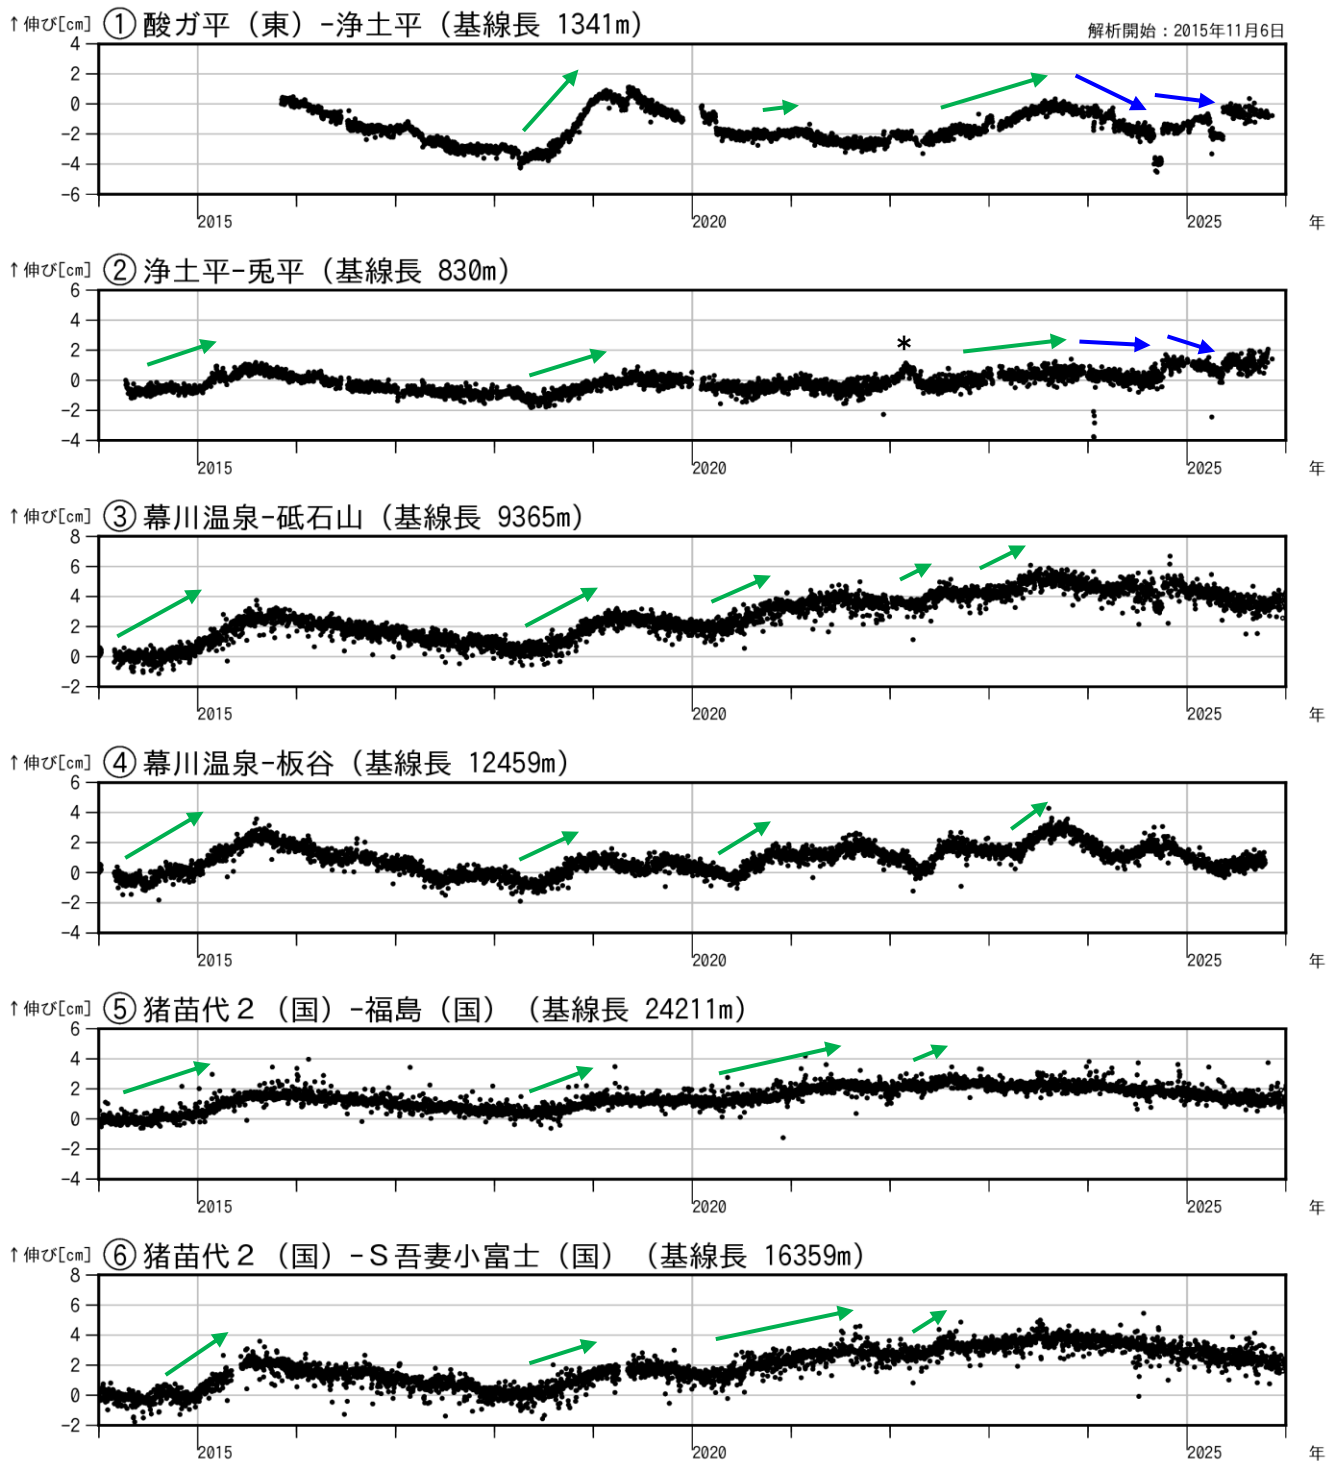 ↑伸び[cm] ①酸ガ平（東）-浄土平（基線長 1341m）
解析開始：2015年11月6日
4
2
0
-2
-4
-6
2015 2020 2025 年
↑伸び[cm] ②浄土平-兎平（基線長 830m）
6
4
2
0
-2
-4
*
2015 2020 2025 年
↑伸び[cm] ③幕川温泉-砥石山（基線長 9365m）
8
6
4
2
0
-2
2015 2020 2025 年
↑伸び[cm] ④幕川温泉-板谷（基線長 12459m）
6
4
2
0
-2
-4
2015 2020 2025 年
↑伸び[cm] ⑤猪苗代２（国）-福島（国）（基線長 24211m）
6
4
2
0
-2
-4
2015 2020 2025 年
↑伸び[cm] ⑥猪苗代２（国）-Ｓ吾妻小富士（国）（基線長 16359m）
8
6
4
2
0
-2
2015 2020 2025 年